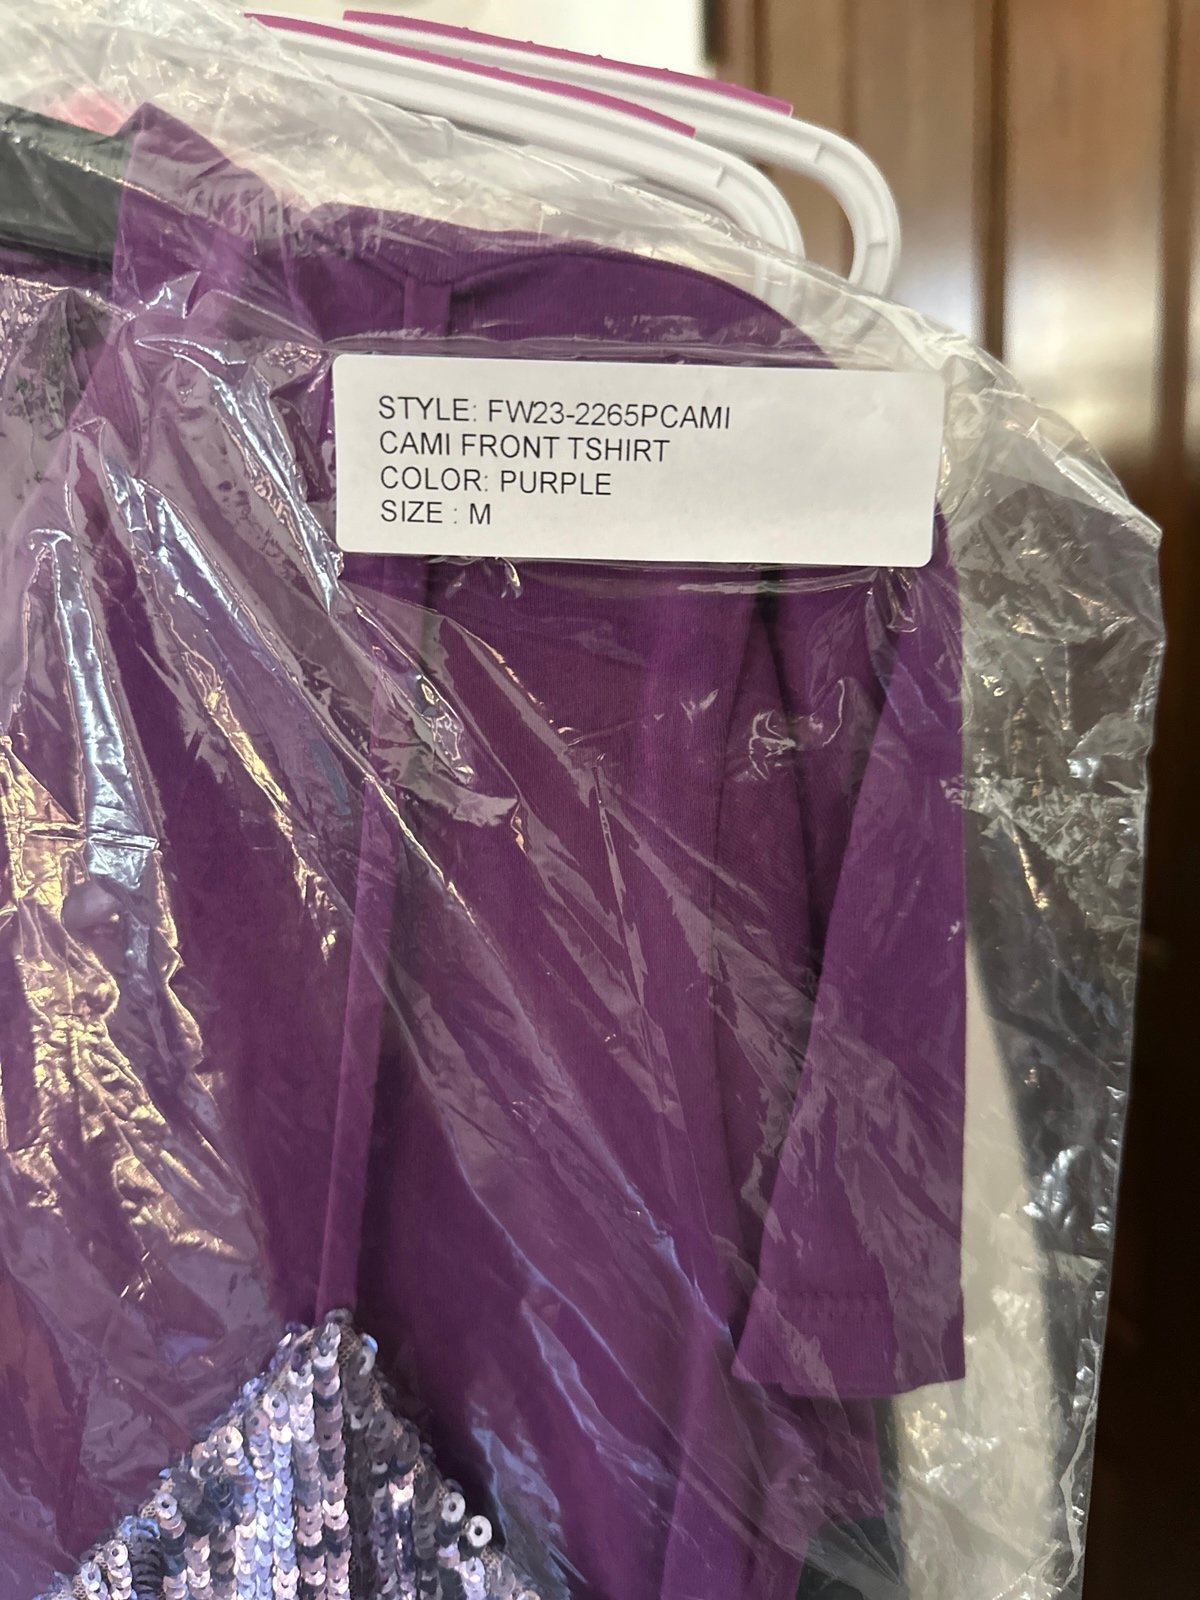 STYLE: FW23-2265PCAMI
CAMI FRONT TSHIRT
COLOR: PURPLE
SIZE : M